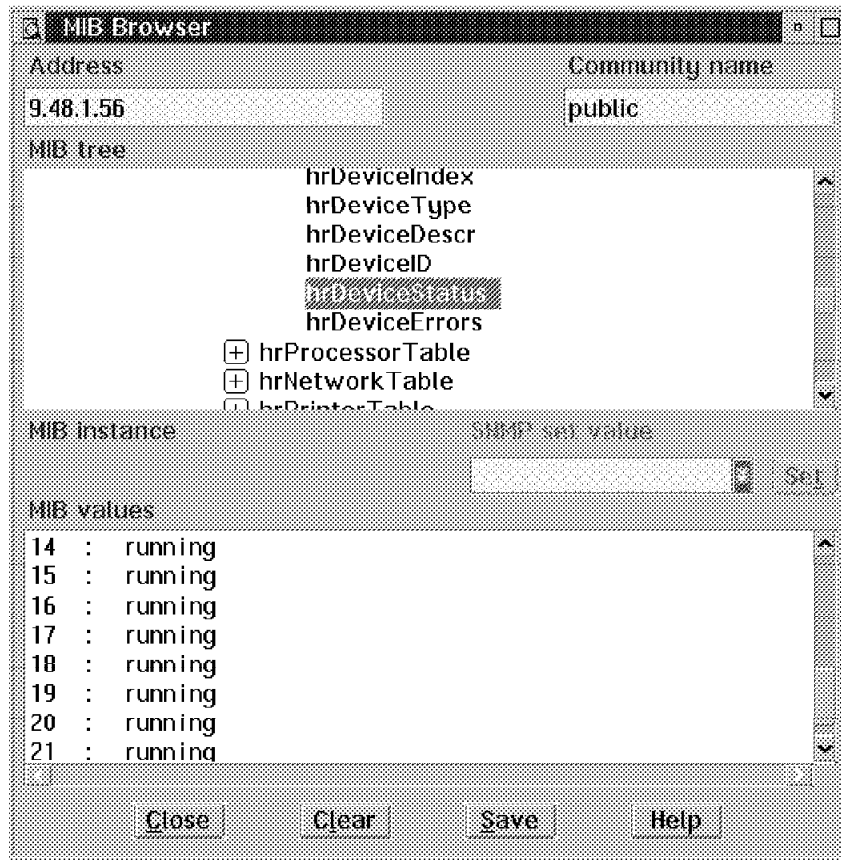 MIB Browser
Address Community name
9.48.1.56 public
MIB tree
hrDeviceIndex
hrDeviceType
hrDeviceDescr
hrDeviceID
hrDeviceStatus
hrDeviceErrors
hrProcessorTable
hrNetworkTable
hrPrinterTable
MIB instance SNMP set value
Set
MIB values
14 : running
15 : running
16 : running
17 : running
18 : running
19 : running
20 : running
21 : running
Close Clear Save Help